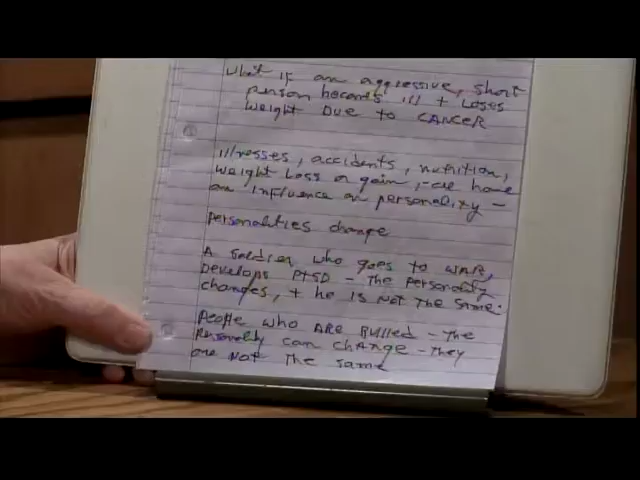 What if an aggressive, short
person becomes ill + Loses
weight Due to CANCER
illnesses, accidents, nutrition,
weight Loss or gain, - all have
an influence on personality -
personalities change
A Soldier who goes to WAR,
Develops PTSD - The Personality
changes, + he is NOT The Same.
People who ARE Bullied - The
Personality can change - They
are NOT The same